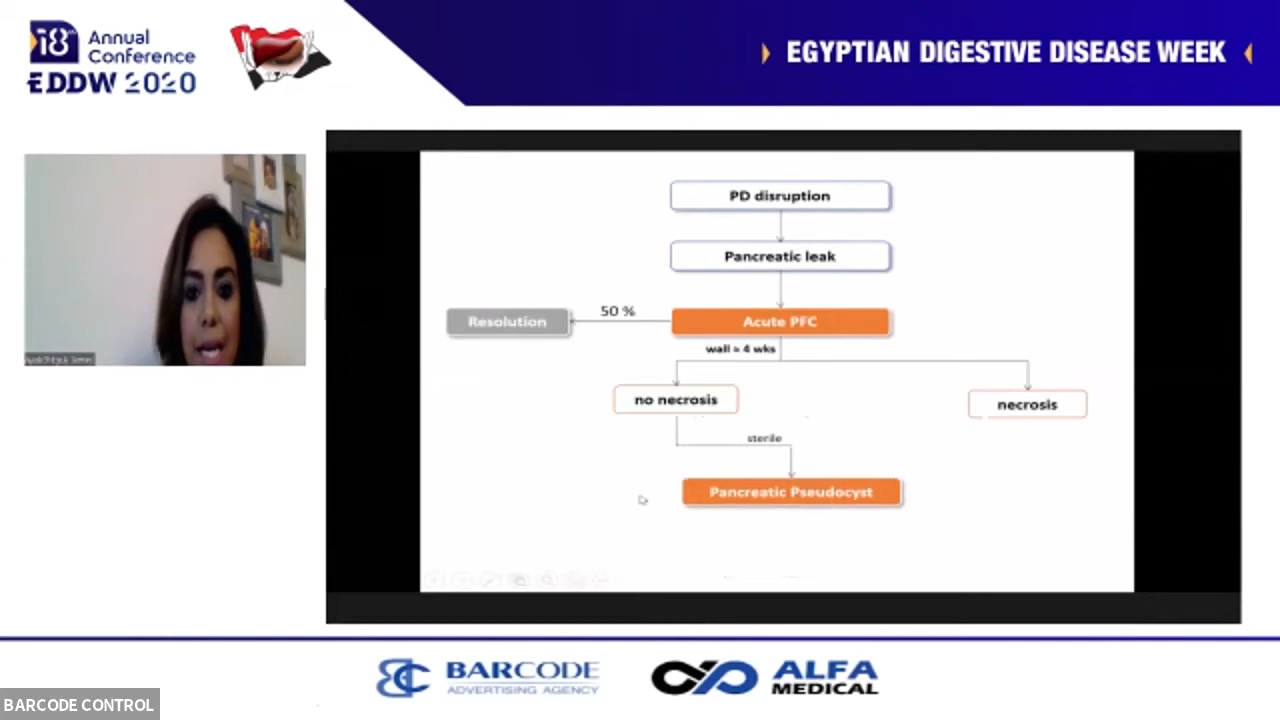 18th Annual
Conference
EDDW 2020
EGYPTIAN DIGESTIVE DISEASE WEEK
PD disruption
Pancreatic leak
Resolution
50 %
Acute PFC
wall ≈ 4 wks
no necrosis
necrosis
sterile
Pancreatic Pseudocyst
BARCODE
ADVERTISING AGENCY
ALFA
MEDICAL
BARCODE CONTROL